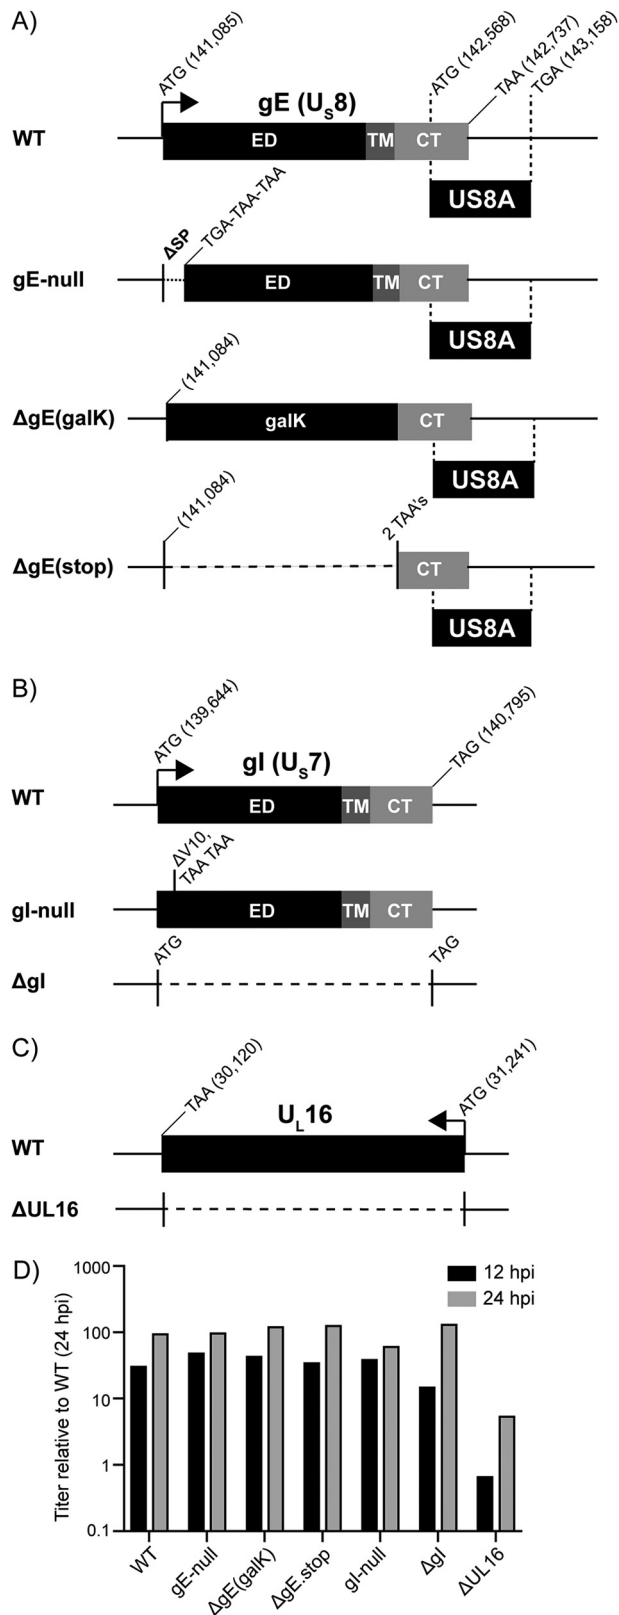 A)
ATG (141,085)
ATG (142,568)
TAA (142,737)
TGA (143,158)
gE (US8)
WT
ED
TM
CT
US8A
ΔSP
TGA-TAA-TAA
gE-null
ED
TM
CT
US8A
(141,084)
ΔgE(galK)
galK
CT
US8A
(141,084)
2 TAA's
ΔgE(stop)
CT
US8A
B)
ATG (139,644)
TAG (140,795)
gI (US7)
WT
ED
TM
CT
ΔV10,
TAA TAA
gI-null
ED
TM
CT
ATG
TAG
ΔgI
C)
TAA (30,120)
ATG (31,241)
UL16
WT
ΔUL16
D)
Titer relative to WT (24 hpi)
1000
100
10
1
0.1
12 hpi
24 hpi
WT
gE-null
ΔgE(galK)
ΔgE.stop
gI-null
ΔgI
ΔUL16